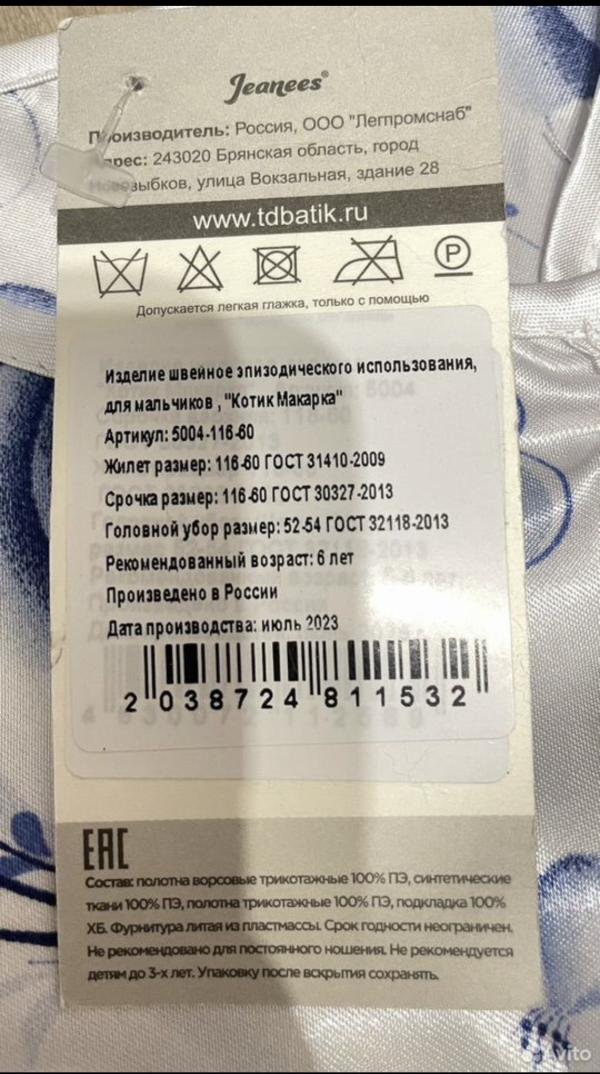 Jeanees®
Производитель: Россия, ООО "Легпромснаб"
Адрес: 243020 Брянская область, город
Новозыбков, улица Вокзальная, здание 28
www.tdbatik.ru
P
Допускается легкая глажка, только с помощью
Изделие швейное эпизодического использования,
для мальчиков , "Котик Макарка"
Артикул: 5004-116-60
Жилет размер: 116-60 ГОСТ 31410-2009
Срочка размер: 116-60 ГОСТ 30327-2013
Головной убор размер: 52-54 ГОСТ 32118-2013
Рекомендованный возраст: 6 лет
Произведено в России
Дата производства: июль 2023
2 038724 811532
EAC
Состав: полотна ворсовые трикотажные 100% ПЭ, синтетические
ткани 100% ПЭ, полотна трикотажные 100% ПЭ, подкладка 100%
ХБ. Фурнитура литая из пластмассы. Срок годности неограничен.
Не рекомендовано для постоянного ношения. Не рекомендуется
детям до 3-х лет. Упаковку после вскрытия сохранять.
Avito